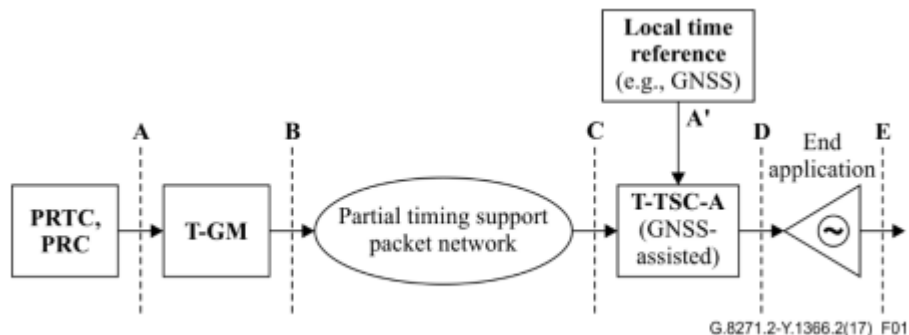 Local time
reference
(e.g., GNSS)
A
B
C
A'
D
End
application
E
PRTC,
PRC
T-GM
Partial timing support
packet network
T-TSC-A
(GNSS-
assisted)
G.8271.2-Y.1366.2(17)_F01